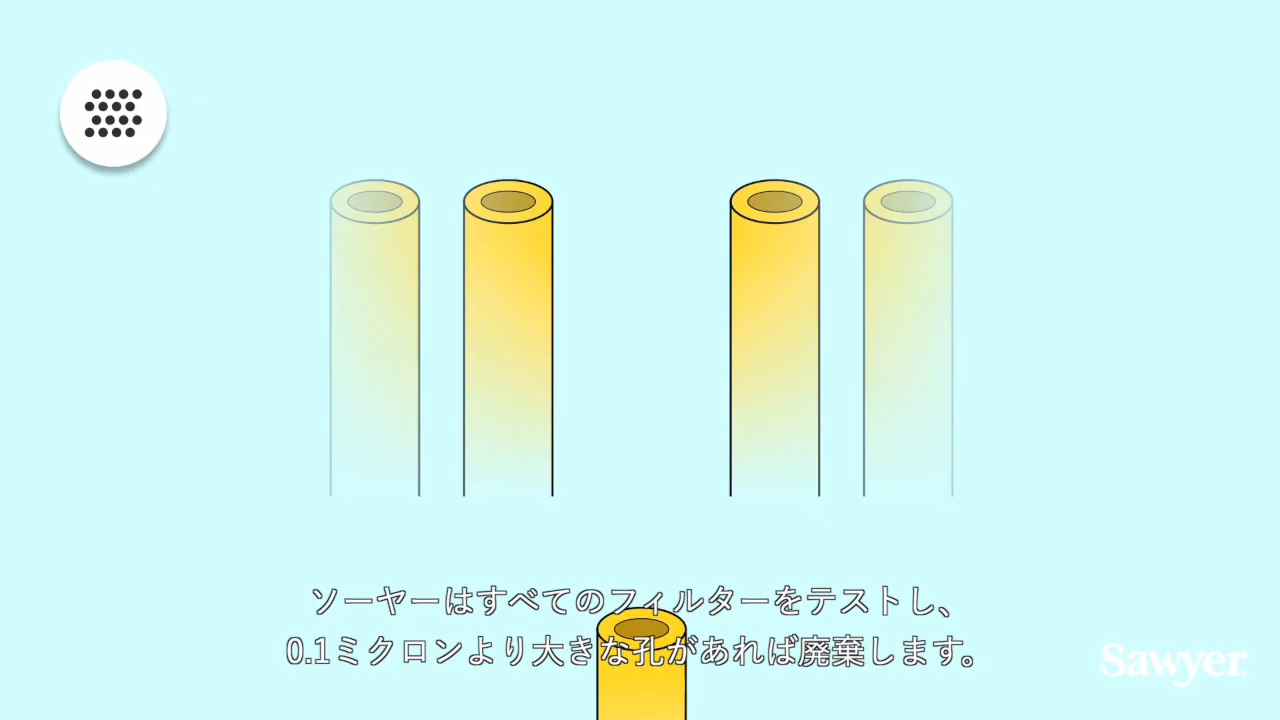 ソーヤーはすべてのフィルターをテストし、
0.1ミクロンより大きな孔があれば廃棄します。
Sawyer